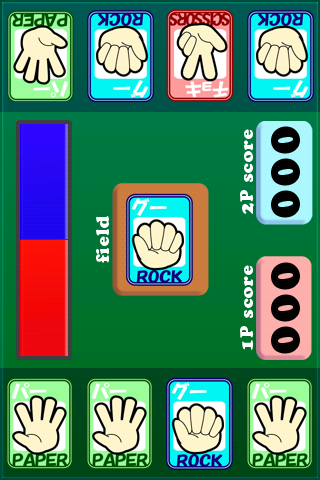 PAPER
パー
ROCK
グー
SCISSORS
チョキ
ROCK
グー
2P score
000
field
グー
ROCK
1P score
000
パー
PAPER
パー
PAPER
グー
ROCK
パー
PAPER